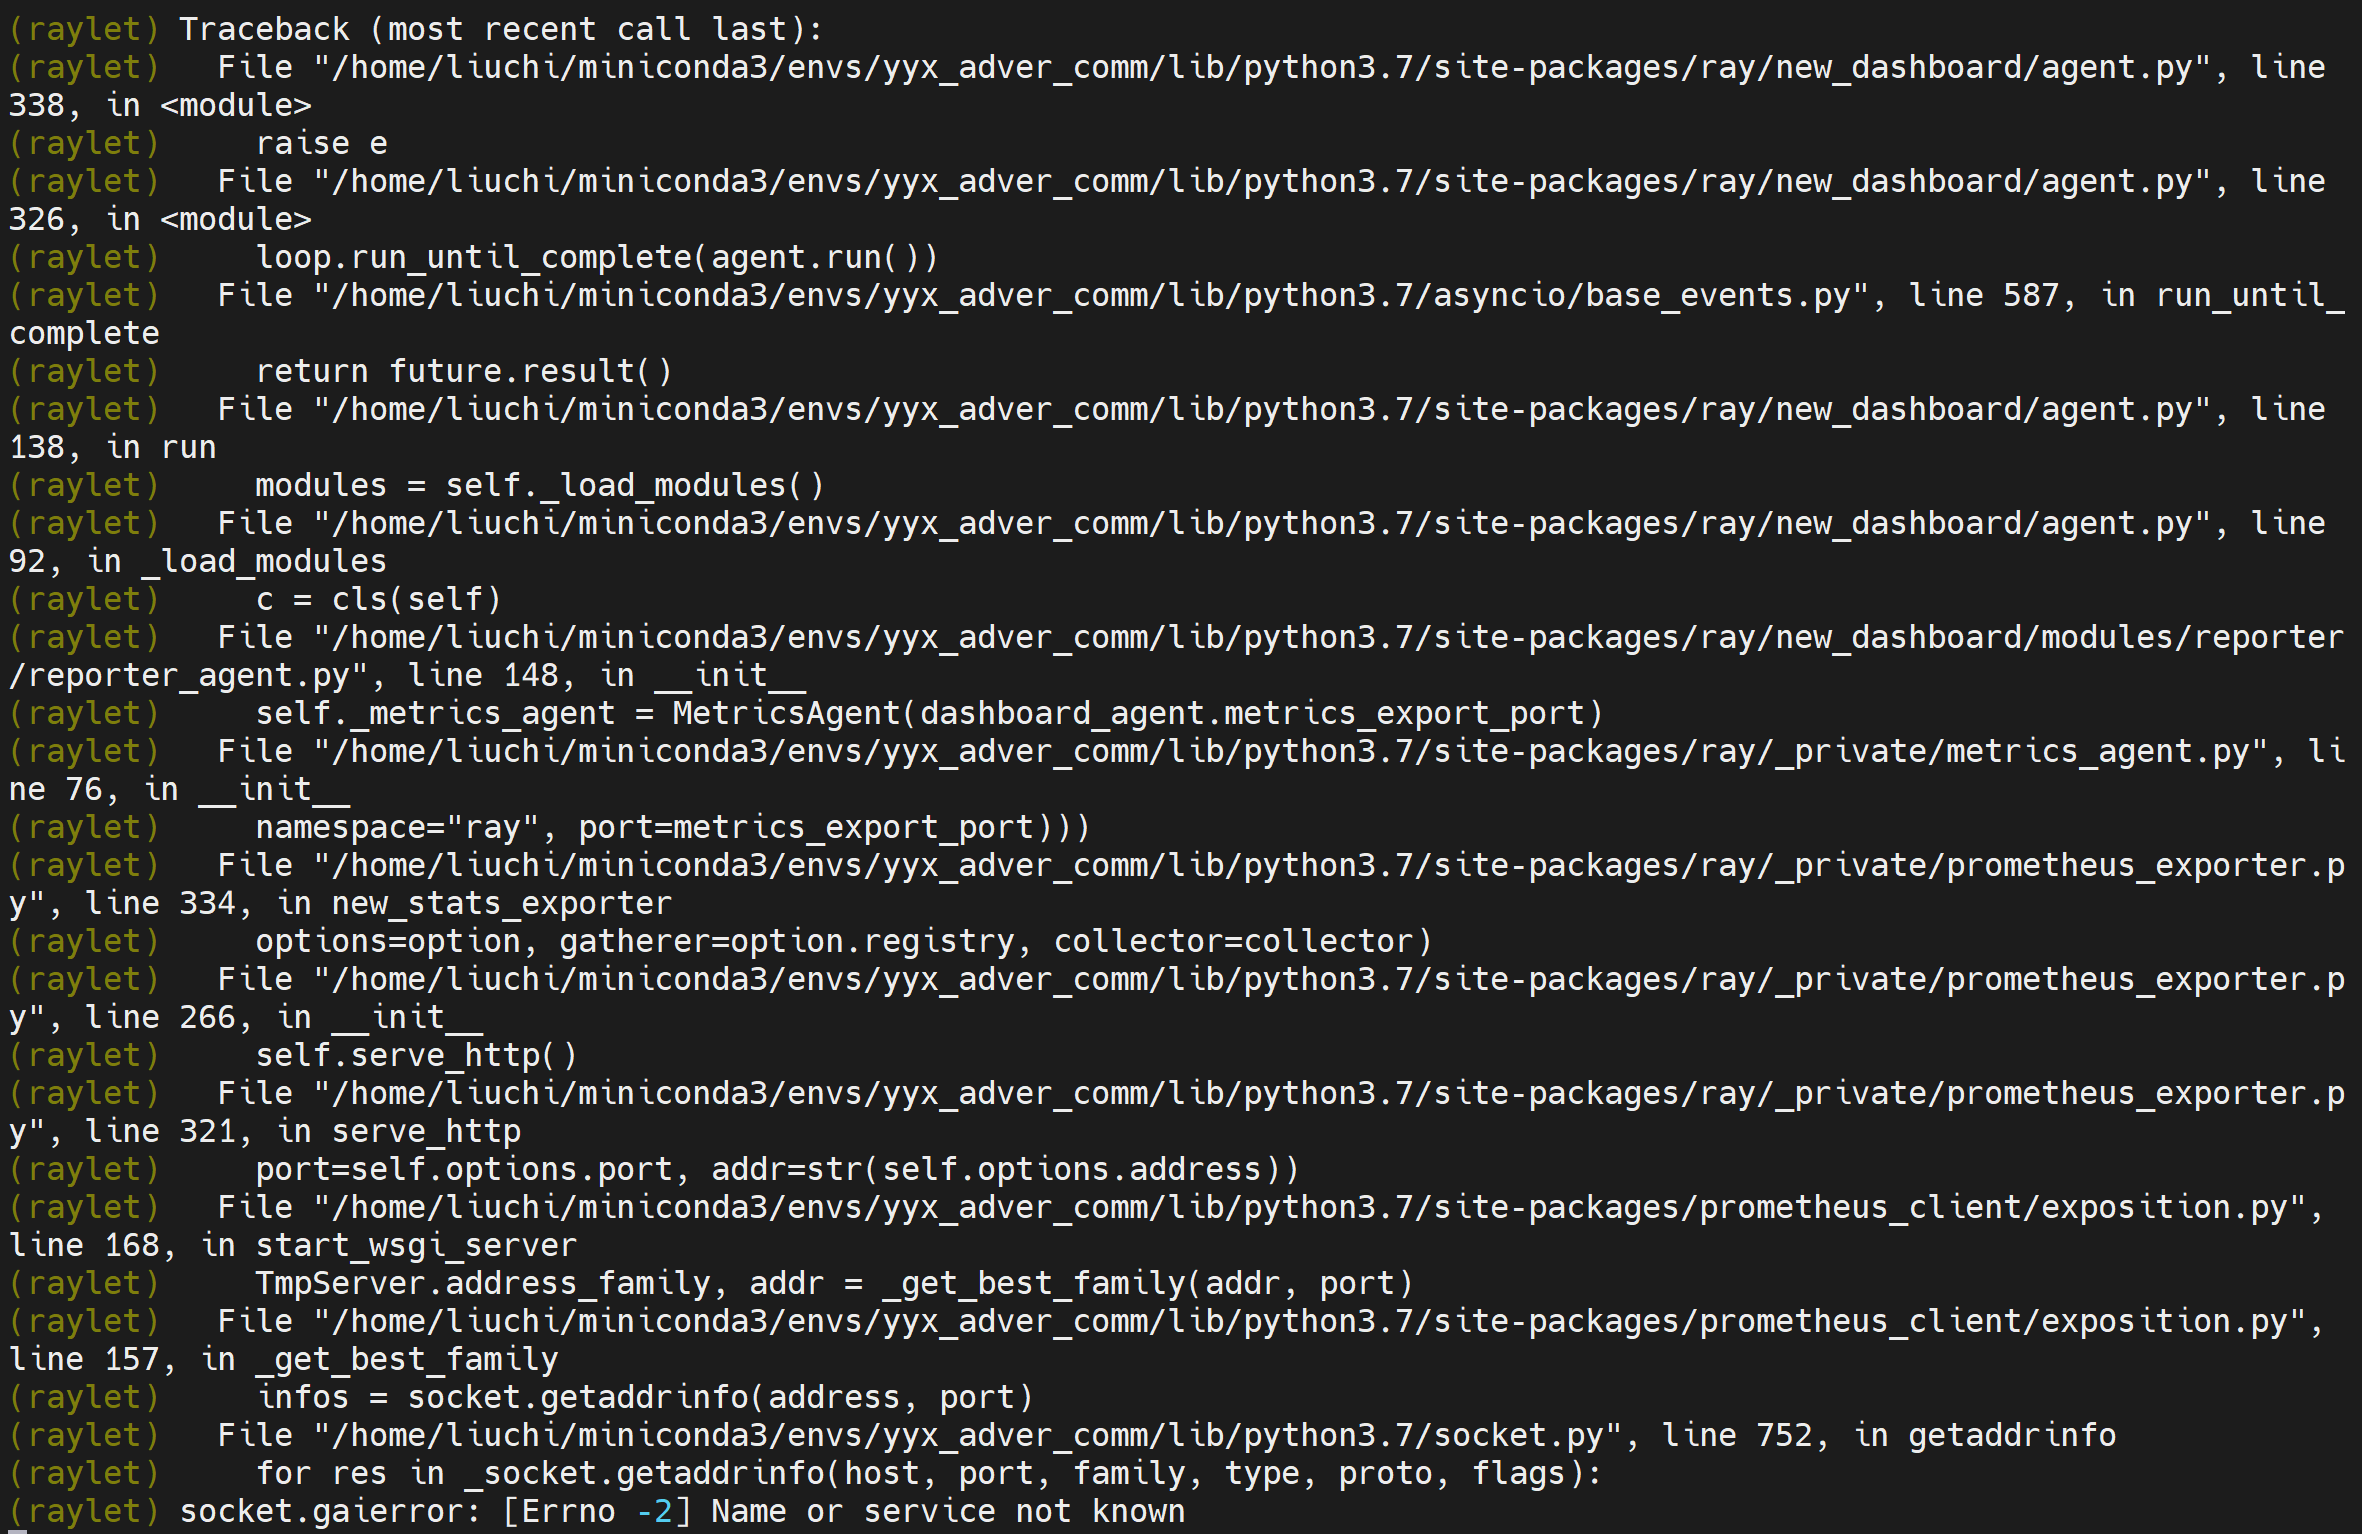 (raylet) Traceback (most recent call last):
(raylet)   File "/home/liuchi/miniconda3/envs/yyx_adver_comm/lib/python3.7/site-packages/ray/new_dashboard/agent.py", line
338, in <module>
(raylet)     raise e
(raylet)   File "/home/liuchi/miniconda3/envs/yyx_adver_comm/lib/python3.7/site-packages/ray/new_dashboard/agent.py", line
326, in <module>
(raylet)     loop.run_until_complete(agent.run())
(raylet)   File "/home/liuchi/miniconda3/envs/yyx_adver_comm/lib/python3.7/asyncio/base_events.py", line 587, in run_until_
complete
(raylet)     return future.result()
(raylet)   File "/home/liuchi/miniconda3/envs/yyx_adver_comm/lib/python3.7/site-packages/ray/new_dashboard/agent.py", line
138, in run
(raylet)     modules = self._load_modules()
(raylet)   File "/home/liuchi/miniconda3/envs/yyx_adver_comm/lib/python3.7/site-packages/ray/new_dashboard/agent.py", line
92, in _load_modules
(raylet)     c = cls(self)
(raylet)   File "/home/liuchi/miniconda3/envs/yyx_adver_comm/lib/python3.7/site-packages/ray/new_dashboard/modules/reporter
/reporter_agent.py", line 148, in __init__
(raylet)     self._metrics_agent = MetricsAgent(dashboard_agent.metrics_export_port)
(raylet)   File "/home/liuchi/miniconda3/envs/yyx_adver_comm/lib/python3.7/site-packages/ray/_private/metrics_agent.py", li
ne 76, in __init__
(raylet)     namespace="ray", port=metrics_export_port)))
(raylet)   File "/home/liuchi/miniconda3/envs/yyx_adver_comm/lib/python3.7/site-packages/ray/_private/prometheus_exporter.p
y", line 334, in new_stats_exporter
(raylet)     options=option, gatherer=option.registry, collector=collector)
(raylet)   File "/home/liuchi/miniconda3/envs/yyx_adver_comm/lib/python3.7/site-packages/ray/_private/prometheus_exporter.p
y", line 266, in __init__
(raylet)     self.serve_http()
(raylet)   File "/home/liuchi/miniconda3/envs/yyx_adver_comm/lib/python3.7/site-packages/ray/_private/prometheus_exporter.p
y", line 321, in serve_http
(raylet)     port=self.options.port, addr=str(self.options.address))
(raylet)   File "/home/liuchi/miniconda3/envs/yyx_adver_comm/lib/python3.7/site-packages/prometheus_client/exposition.py",
line 168, in start_wsgi_server
(raylet)     TmpServer.address_family, addr = _get_best_family(addr, port)
(raylet)   File "/home/liuchi/miniconda3/envs/yyx_adver_comm/lib/python3.7/site-packages/prometheus_client/exposition.py",
line 157, in _get_best_family
(raylet)     infos = socket.getaddrinfo(address, port)
(raylet)   File "/home/liuchi/miniconda3/envs/yyx_adver_comm/lib/python3.7/socket.py", line 752, in getaddrinfo
(raylet)     for res in _socket.getaddrinfo(host, port, family, type, proto, flags):
(raylet) socket.gaierror: [Errno -2] Name or service not known